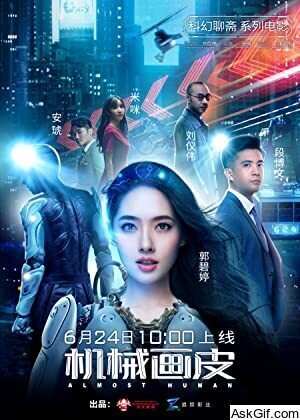 科幻聊斋 系列电影
安琥
米咪
刘仪伟
段博文
郭碧婷
624
6月24日10:00上线
机械画皮
ALMOST HUMAN
出品：
AskGif.com